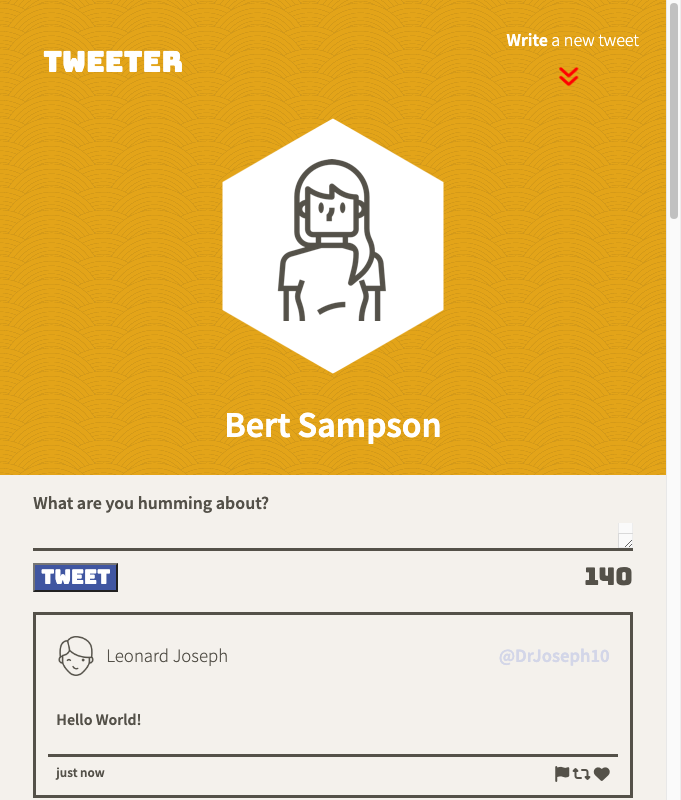 TWEETER
Write a new tweet
Bert Sampson
What are you humming about?
TWEET
140
Leonard Joseph
@DrJoseph10
Hello World!
just now